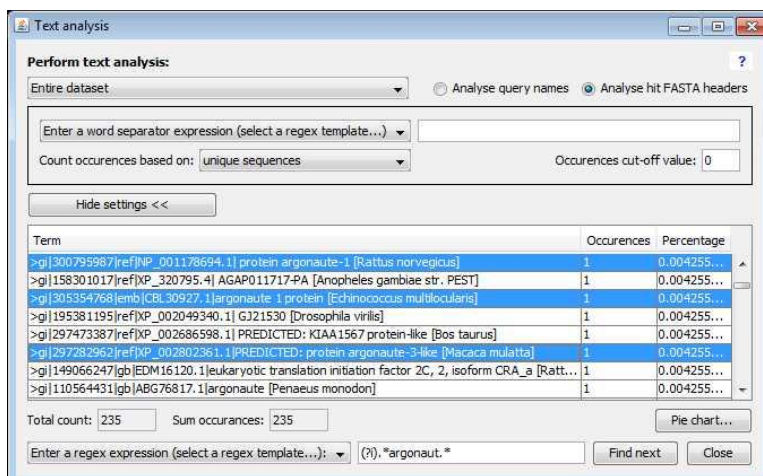 Text analysis
Perform text analysis: ?
Entire dataset Analyse query names Analyse hit FASTA headers
Enter a word separator expression (select a regex template...)
Count occurences based on: unique sequences Occurences cut-off value: 0
Hide settings <<
Term Occurences Percentage
>gi|300795987|ref|NP_001178694.1| protein argonaute-1 [Rattus norvegicus] 1 0.004255...
>gi|158301017|ref|XP_320795.4| AGAP011717-PA [Anopheles gambiae str. PEST] 1 0.004255...
>gi|305354768|emb|CBL30927.1|argonaute 1 protein [Echinococcus multilocularis] 1 0.004255...
>gi|195381195|ref|XP_002049340.1| GJ21530 [Drosophila virilis] 1 0.004255...
>gi|297473387|ref|XP_002686598.1| PREDICTED: KIAA1567 protein-like [Bos taurus] 1 0.004255...
>gi|297282962|ref|XP_002802361.1|PREDICTED: protein argonaute-3-like [Macaca mulatta] 1 0.004255...
>gi|149066247|gb|EDM16120.1|eukaryotic translation initiation factor 2C, 2, isoform CRA_a [Ratt... 1 0.004255...
>gi|110564431|gb|ABG76817.1|argonaute [Penaeus monodon] 1 0.004255...
Total count: 235 Sum occurances: 235 Pie chart...
Enter a regex expression (select a regex template...): (?i).*argonaut.* Find next Close